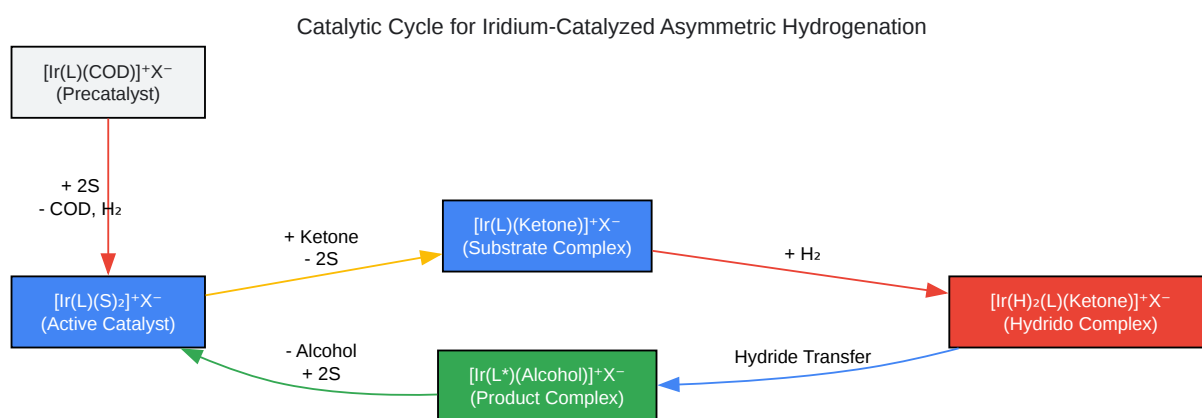 Catalytic Cycle for Iridium-Catalyzed Asymmetric Hydrogenation
[Ir(L)(COD)]⁺X⁻
(Precatalyst)
+ 2S
- COD, H₂
[Ir(L)(S)₂]⁺X⁻
(Active Catalyst)
+ Ketone
- 2S
[Ir(L)(Ketone)]⁺X⁻
(Substrate Complex)
+ H₂
[Ir(H)₂(L)(Ketone)]⁺X⁻
(Hydrido Complex)
Hydride Transfer
[Ir(L*)(Alcohol)]⁺X⁻
(Product Complex)
- Alcohol
+ 2S